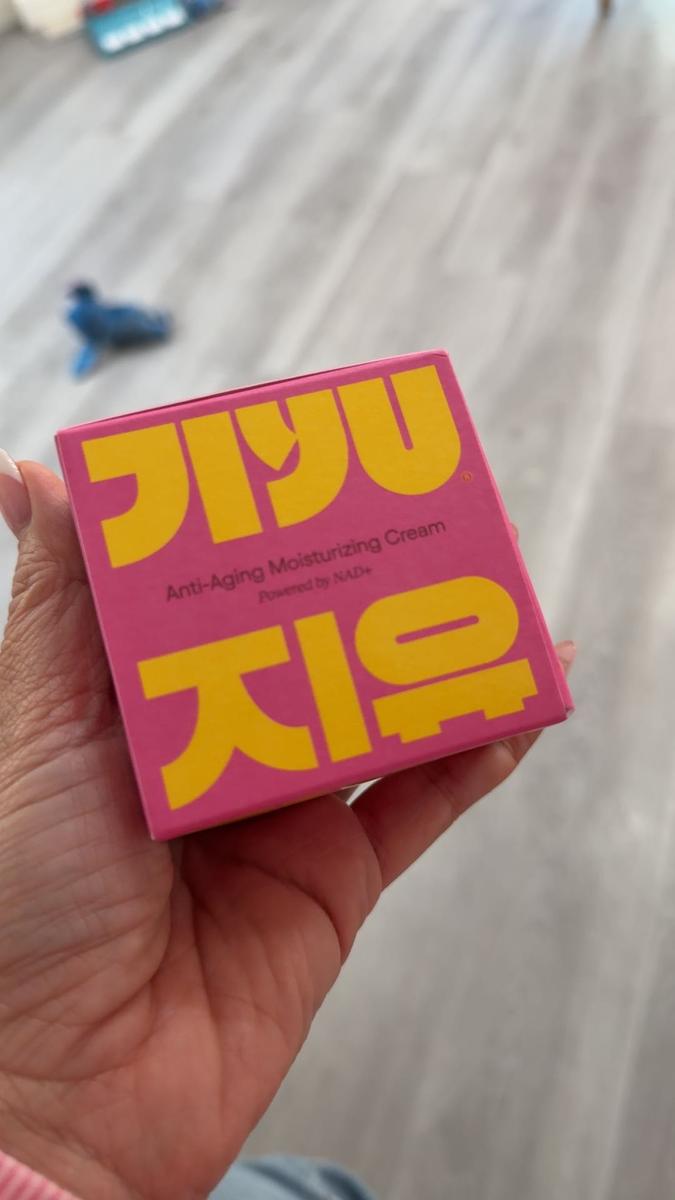 JIYU
Anti-Aging Moisturizing Cream
Powered by NAD+
지유